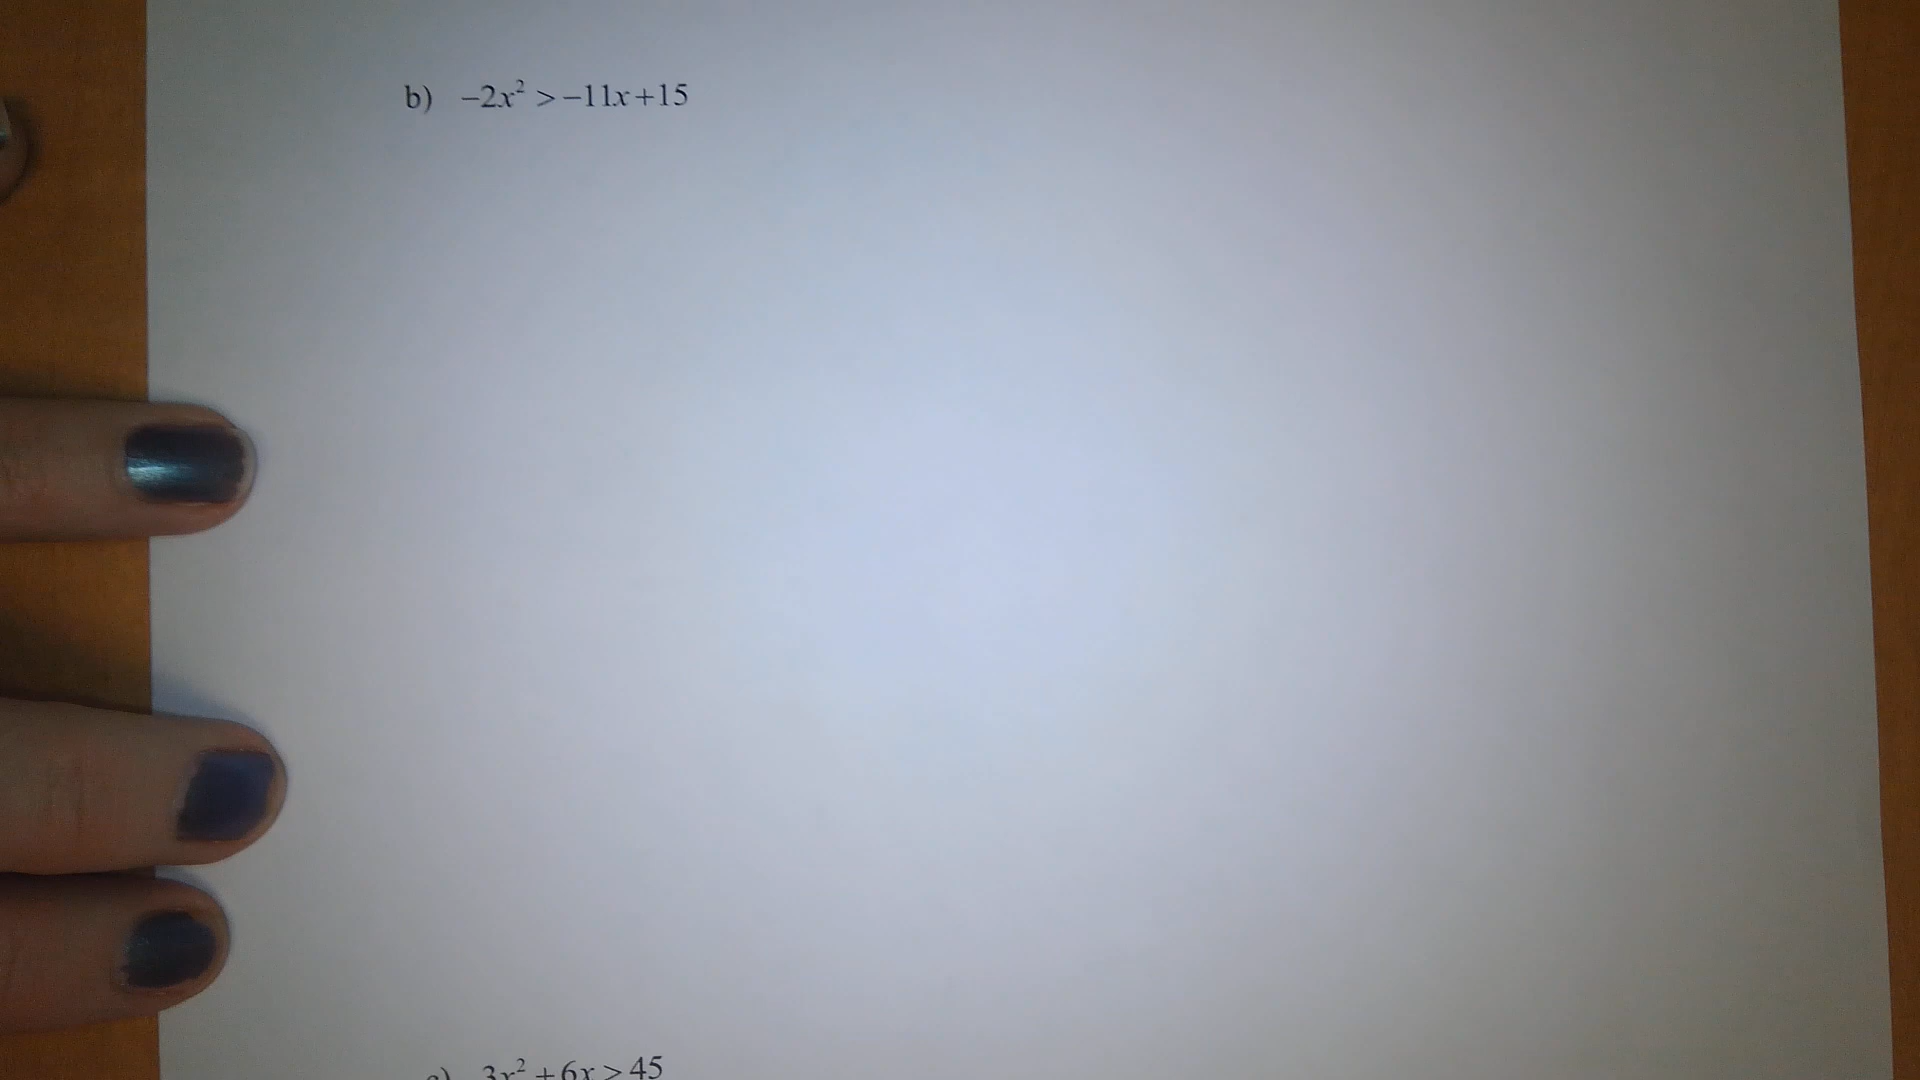 b) −2x² > −11x+15
c) 3x² + 6x > 45